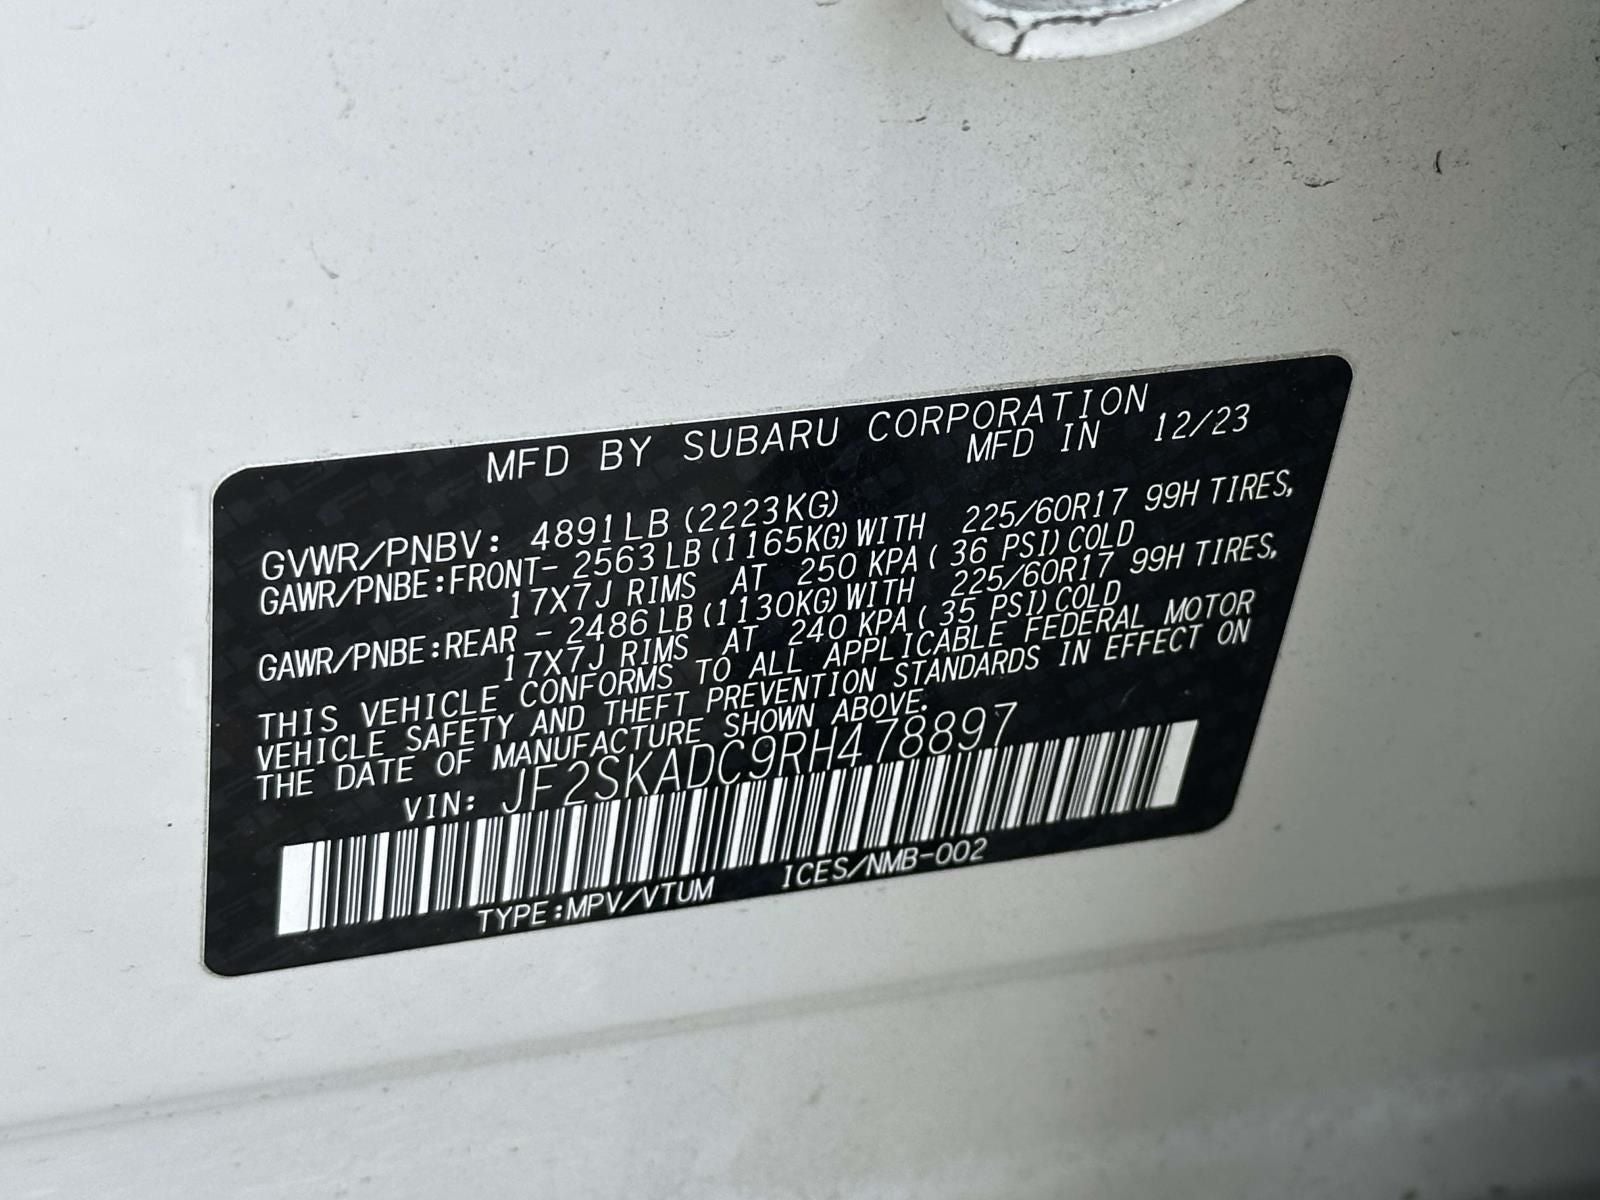 MFD BY SUBARU CORPORATION
MFD IN 12/23
GVWR/PNBV: 4891LB (2223KG)
GAWR/PNBE:FRONT- 2563LB(1165KG)WITH 225/60R17 99H TIRES,
17X7J RIMS AT 250 KPA( 36 PSI)COLD
GAWR/PNBE:REAR - 2486LB(1130KG)WITH 225/60R17 99H TIRES,
17X7J RIMS AT 240 KPA( 35 PSI)COLD
THIS VEHICLE CONFORMS TO ALL APPLICABLE FEDERAL MOTOR
VEHICLE SAFETY AND THEFT PREVENTION STANDARDS IN EFFECT ON
THE DATE OF MANUFACTURE SHOWN ABOVE.
VIN: JF2SKADC9RH478897
TYPE:MPV/VTUM ICES/NMB-002